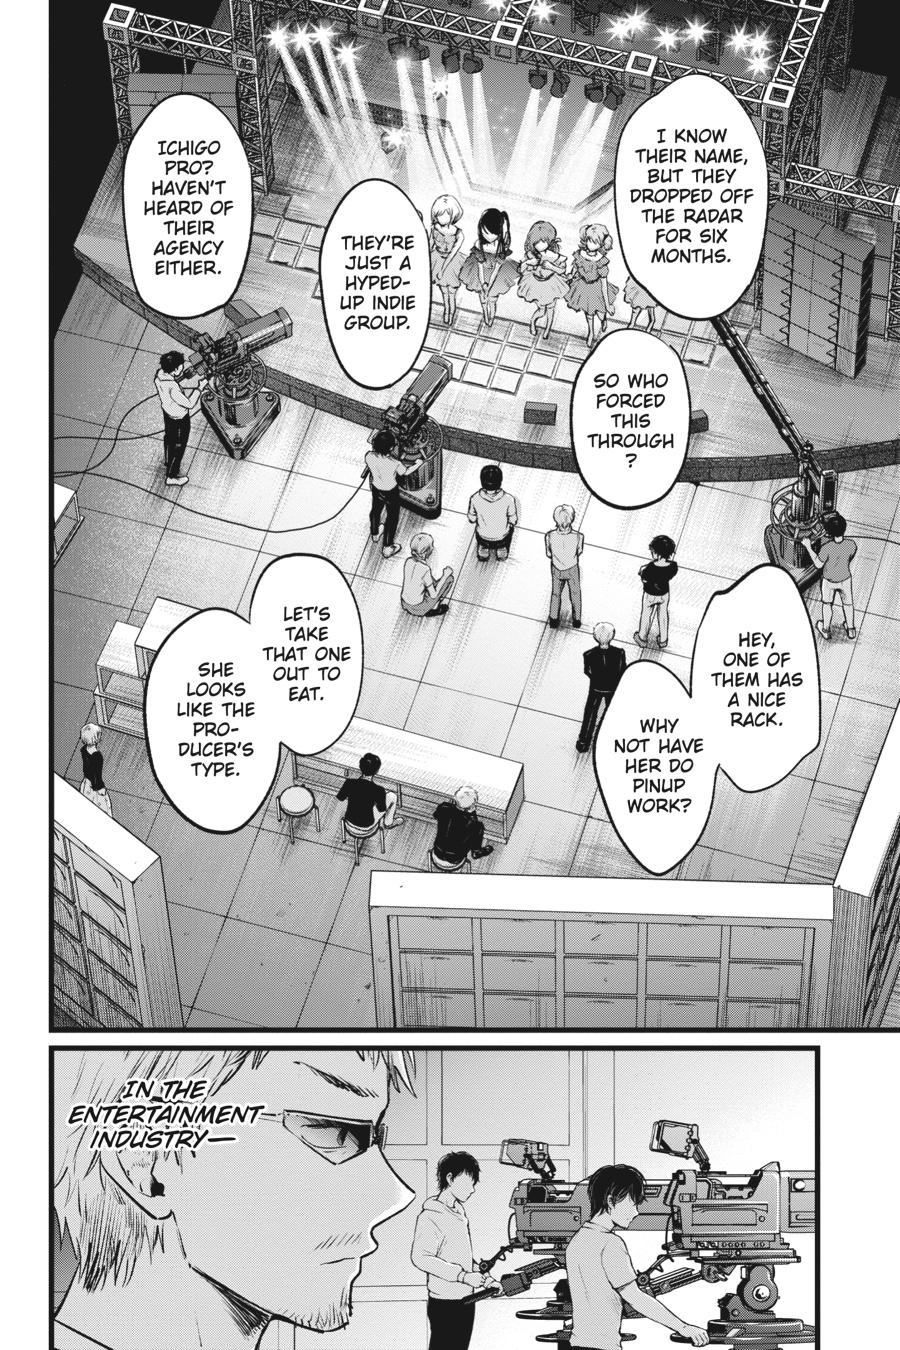 I KNOW
THEIR NAME,
BUT THEY
DROPPED OFF
THE RADAR
FOR SIX
MONTHS.
THEY'RE
JUST A
HYPED-
UP INDIE
GROUP.
ICHIGO
PRO?
HAVEN'T
HEARD OF
THEIR
AGENCY
EITHER.
SO WHO
FORCED
THIS
THROUGH
?
HEY,
ONE OF
THEM HAS
A NICE
RACK.
WHY
NOT HAVE
HER DO
PINUP
WORK?
LET'S
TAKE
THAT ONE
OUT TO
EAT.
SHE
LOOKS
LIKE THE
PRO-
DUCER'S
TYPE.
IN THE
ENTERTAINMENT
INDUSTRY—